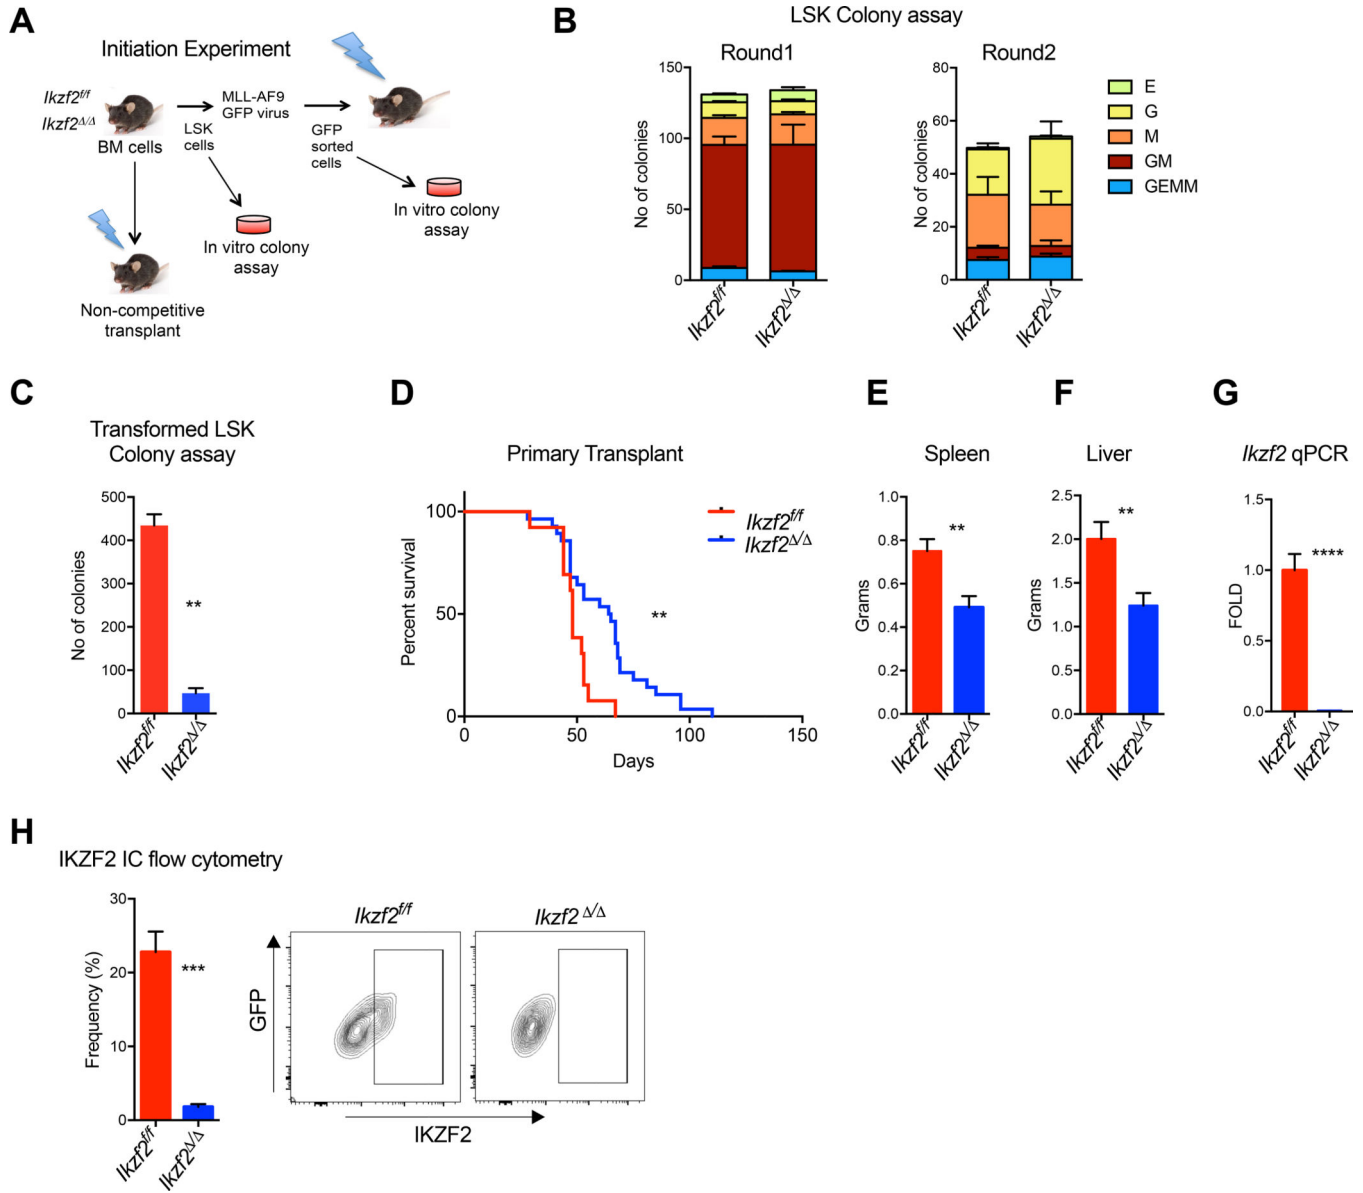 A
Initiation Experiment
Ikzf2f/f
Ikzf2Δ/Δ
BM cells
MLL-AF9
GFP virus
LSK
cells
GFP
sorted
cells
In vitro colony
assay
In vitro colony
assay
Non-competitive
transplant
B
LSK Colony assay
Round1
No of colonies
150
100
50
0
Ikzf2f/f
Ikzf2Δ/Δ
Round2
No of colonies
80
60
40
20
0
Ikzf2f/f
Ikzf2Δ/Δ
E
G
M
GM
GEMM
C
Transformed LSK
Colony assay
No of colonies
500
400
300
200
100
0
**
Ikzf2f/f
Ikzf2Δ/Δ
D
Primary Transplant
Percent survival
100
50
0
0
50
100
150
Days
Ikzf2f/f
Ikzf2Δ/Δ
**
E
Spleen
Grams
1.0
0.8
0.6
0.4
0.2
0.0
**
Ikzf2f/f
Ikzf2Δ/Δ
F
Liver
Grams
2.5
2.0
1.5
1.0
0.5
0.0
**
Ikzf2f/f
Ikzf2Δ/Δ
G
Ikzf2 qPCR
FOLD
1.5
1.0
0.5
0.0
****
Ikzf2f/f
Ikzf2Δ/Δ
H
IKZF2 IC flow cytometry
Frequency (%)
30
20
10
0
***
Ikzf2f/f
Ikzf2Δ/Δ
Ikzf2f/f
Ikzf2 Δ/Δ
GFP
IKZF2